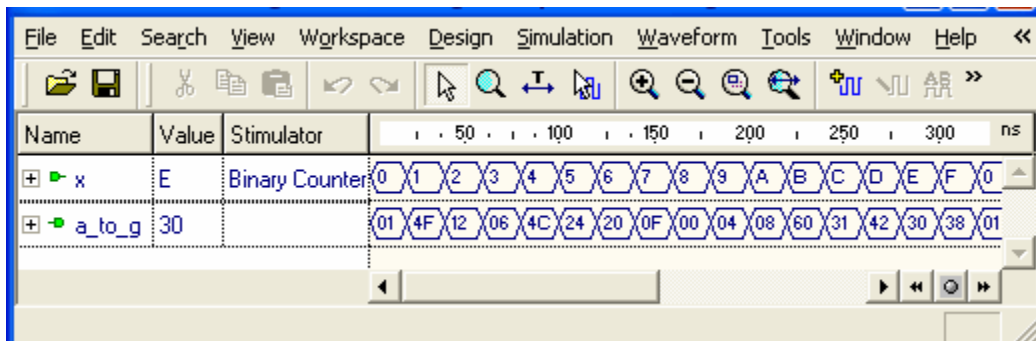 File Edit Search View Workspace Design Simulation Waveform Tools Window Help «
T AB »
Name Value Stimulator 50 100 150 200 250 300 ns
x E Binary Counter 0 1 2 3 4 5 6 7 8 9 A B C D E F 0
a_to_g 30 01 4F 12 06 4C 24 20 0F 00 04 08 60 31 42 30 38 01